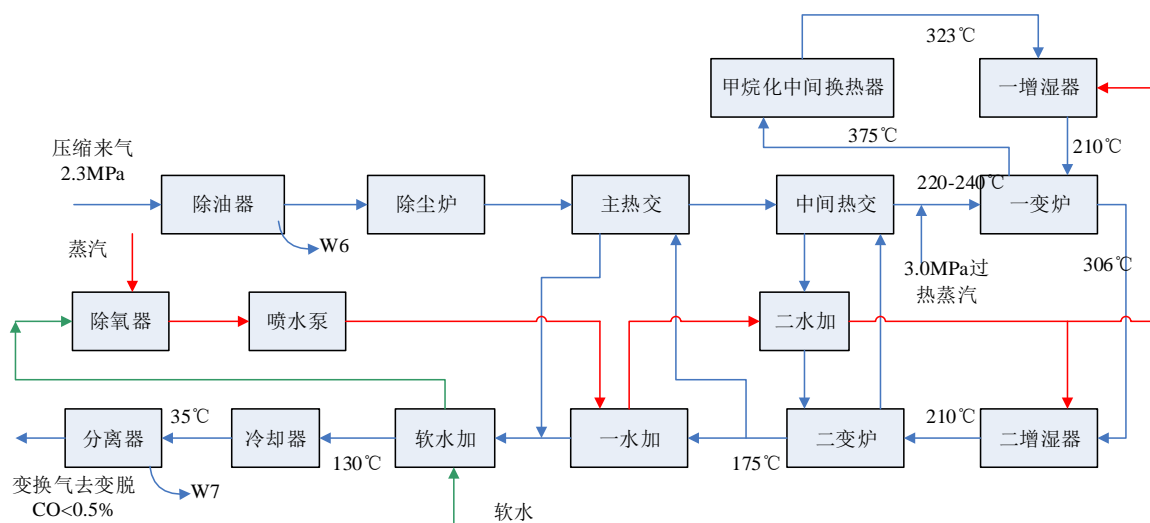 323℃
甲烷化中间换热器
一增湿器
375℃
210℃
压缩来气
2.3MPa
除油器
除尘炉
主热交
中间热交
220-240℃
一变炉
W6
蒸汽
3.0MPa过
热蒸汽
306℃
除氧器
喷水泵
二水加
35℃
210℃
分离器
冷却器
软水加
一水加
二变炉
二增湿器
130℃
175℃
变换气去变脱
CO<0.5%
W7
软水